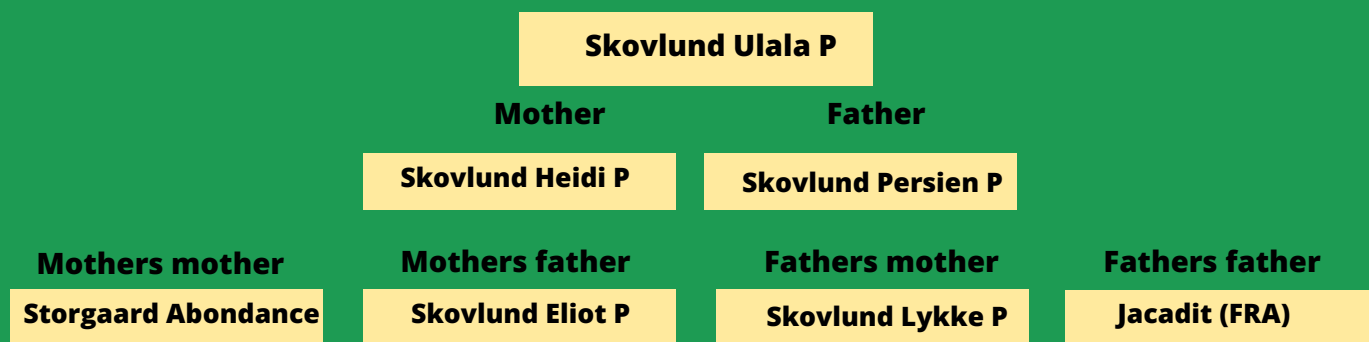 Skovlund Ulala P
Mother Father
Skovlund Heidi P Skovlund Persien P
Mothers mother Mothers father Fathers mother Fathers father
Storgaard Abondance Skovlund Eliot P Skovlund Lykke P Jacadit (FRA)